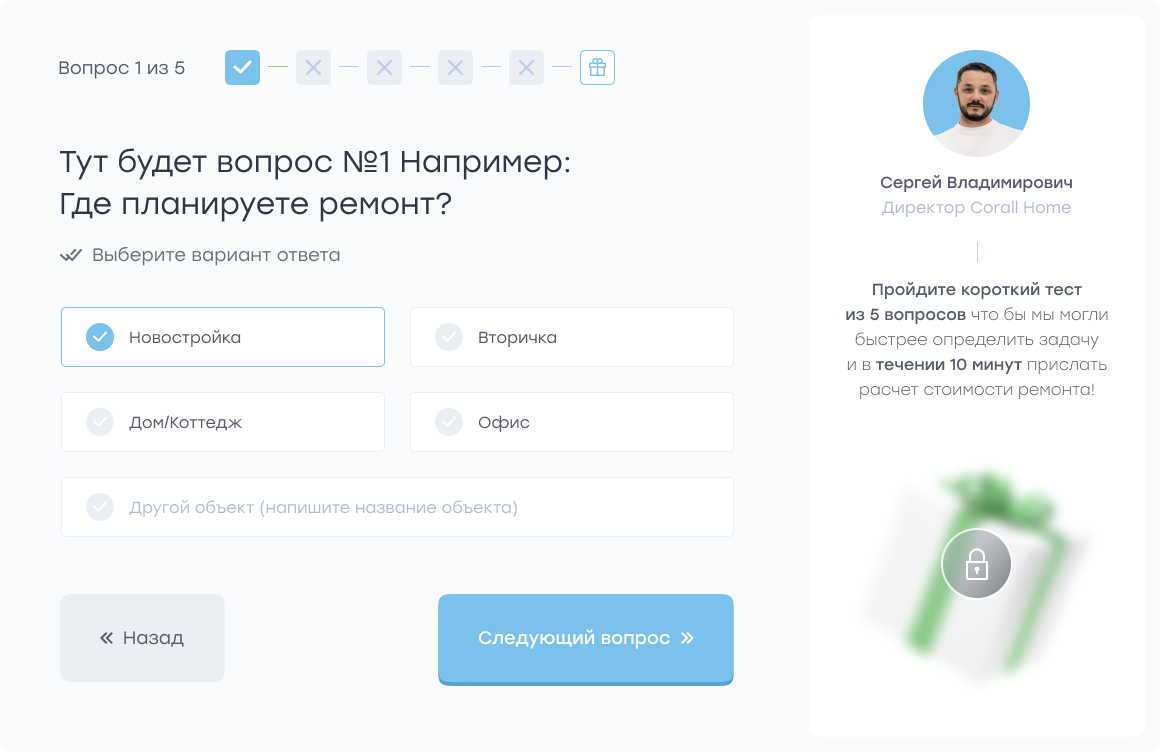 Вопрос 1 из 5
Тут будет вопрос №1 Например:
Где планируете ремонт?
Выберите вариант ответа
Новостройка
Вторичка
Дом/Коттедж
Офис
Другой объект (напишите название объекта)
« Назад
Следующий вопрос »
Сергей Владимирович
Директор Corall Home
Пройдите короткий тест
из 5 вопросов что бы мы могли
быстрее определить задачу
и в течении 10 минут прислать
расчет стоимости ремонта!